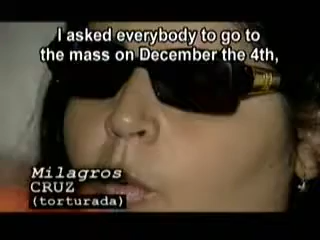 I asked everybody to go to
the mass on December the 4th,
Milagros
CRUZ
(torturada)